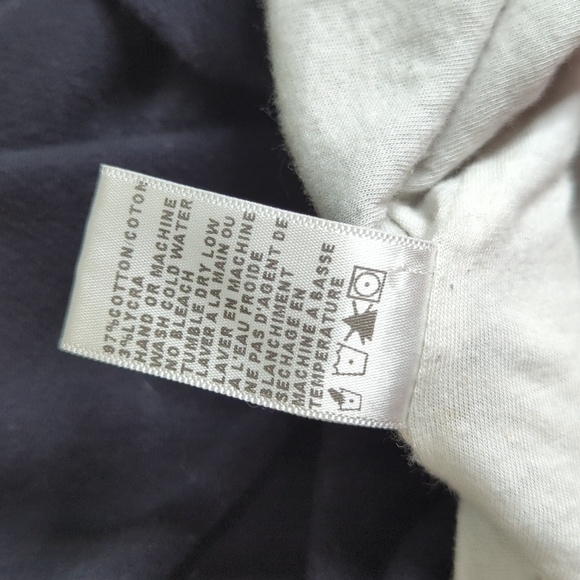 97%COTTON/COTON
3%LYCRA
HAND OR MACHINE
WASH COLD WATER
NO BLEACH
TUMBLE DRY LOW
LAVER A LA MAIN OU
LAVER EN MACHINE
A L'EAU FROIDE
NE PAS D'AGENT DE
BLANCHIMENT
SECHAGE EN
MACHINE A BASSE
TEMPERATURE